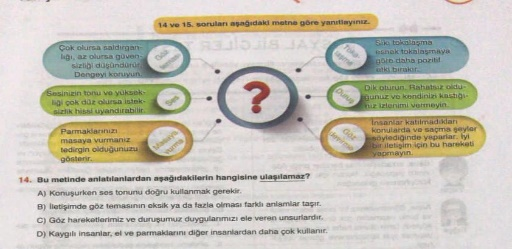 14 ve 15. soruları aşağıdaki metne göre yanıtlayınız.
Çok olursa saldırgan-
lığı, az olursa güven-
sizliği düşündürür.
Dengeyi koruyun.
Sıkı tokalaşma
esnek tokalaşmaya
göre daha pozitif
etki bırakır.
Sesinizin tonu ve yüksek-
liği çok düz olursa istek-
sizlik hissi uyandırabilir.
Ses
?
Duruş
Dik oturun. Rahatsız oldu-
ğunuz ve kendinizi kastığı-
nız izlenimi vermeyin.
Parmaklarınızı
masaya vurmanız
tedirgin olduğunuzu
gösterir.
Masaya
vurma
Göz
devirmek
İnsanlar katılmadıkları
konularda ve saçma şeyler
söylediğinde yaparlar. İyi
bir iletişim için bu hareketi
yapmayın.
14. Bu metinde anlatılanlardan aşağıdakilerin hangisine ulaşılamaz?
A) Konuşurken ses tonunu doğru kullanmak gerekir.
B) İletişimde göz temasının eksik ya da fazla olması farklı anlamlar taşır.
C) Göz hareketlerimiz ve duruşumuz duygularımızı ele veren unsurlardır.
D) Kaygılı insanlar, el ve parmaklarını diğer insanlardan daha çok kullanır.